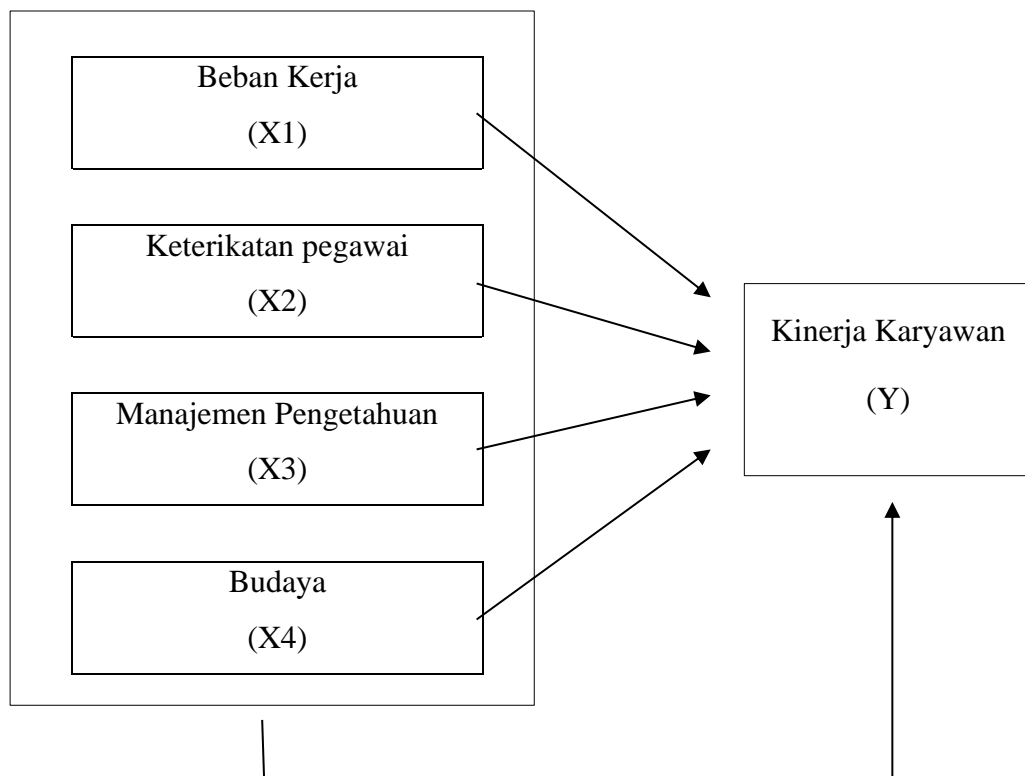 Beban Kerja
(X1)
Keterikatan pegawai
(X2)
Manajemen Pengetahuan
(X3)
Budaya
(X4)
Kinerja Karyawan
(Y)